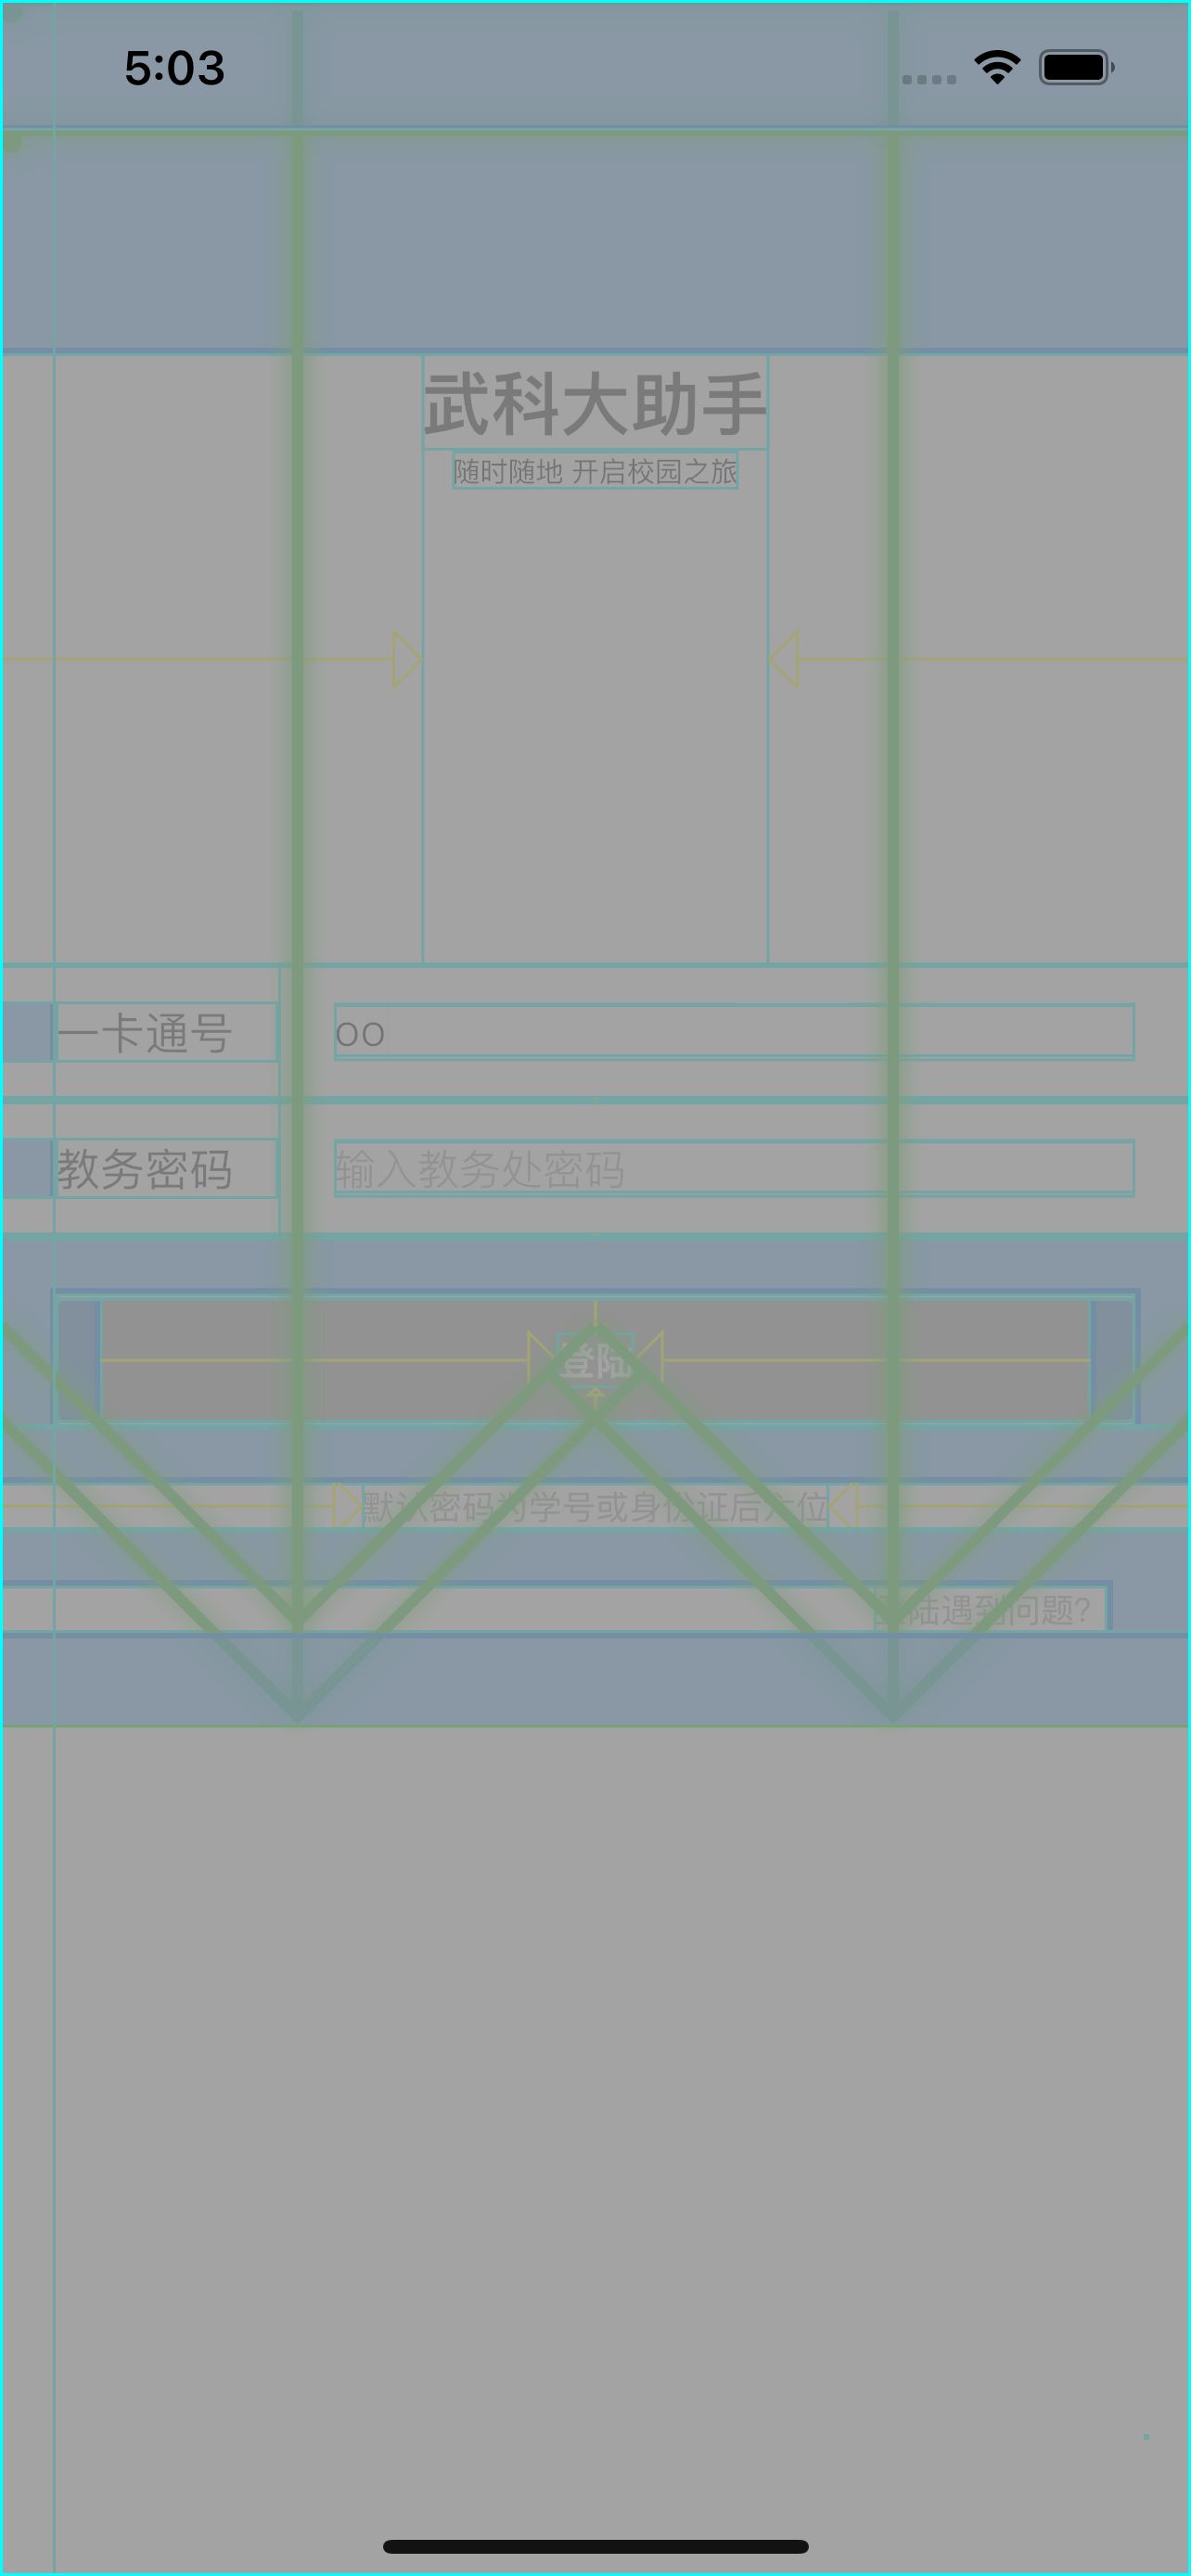 5:03
武科大助手
随时随地 开启校园之旅
一卡通号 oo
教务密码 输入教务处密码
登陆
默认密码为学号或身份证后六位
陆遇到问题?